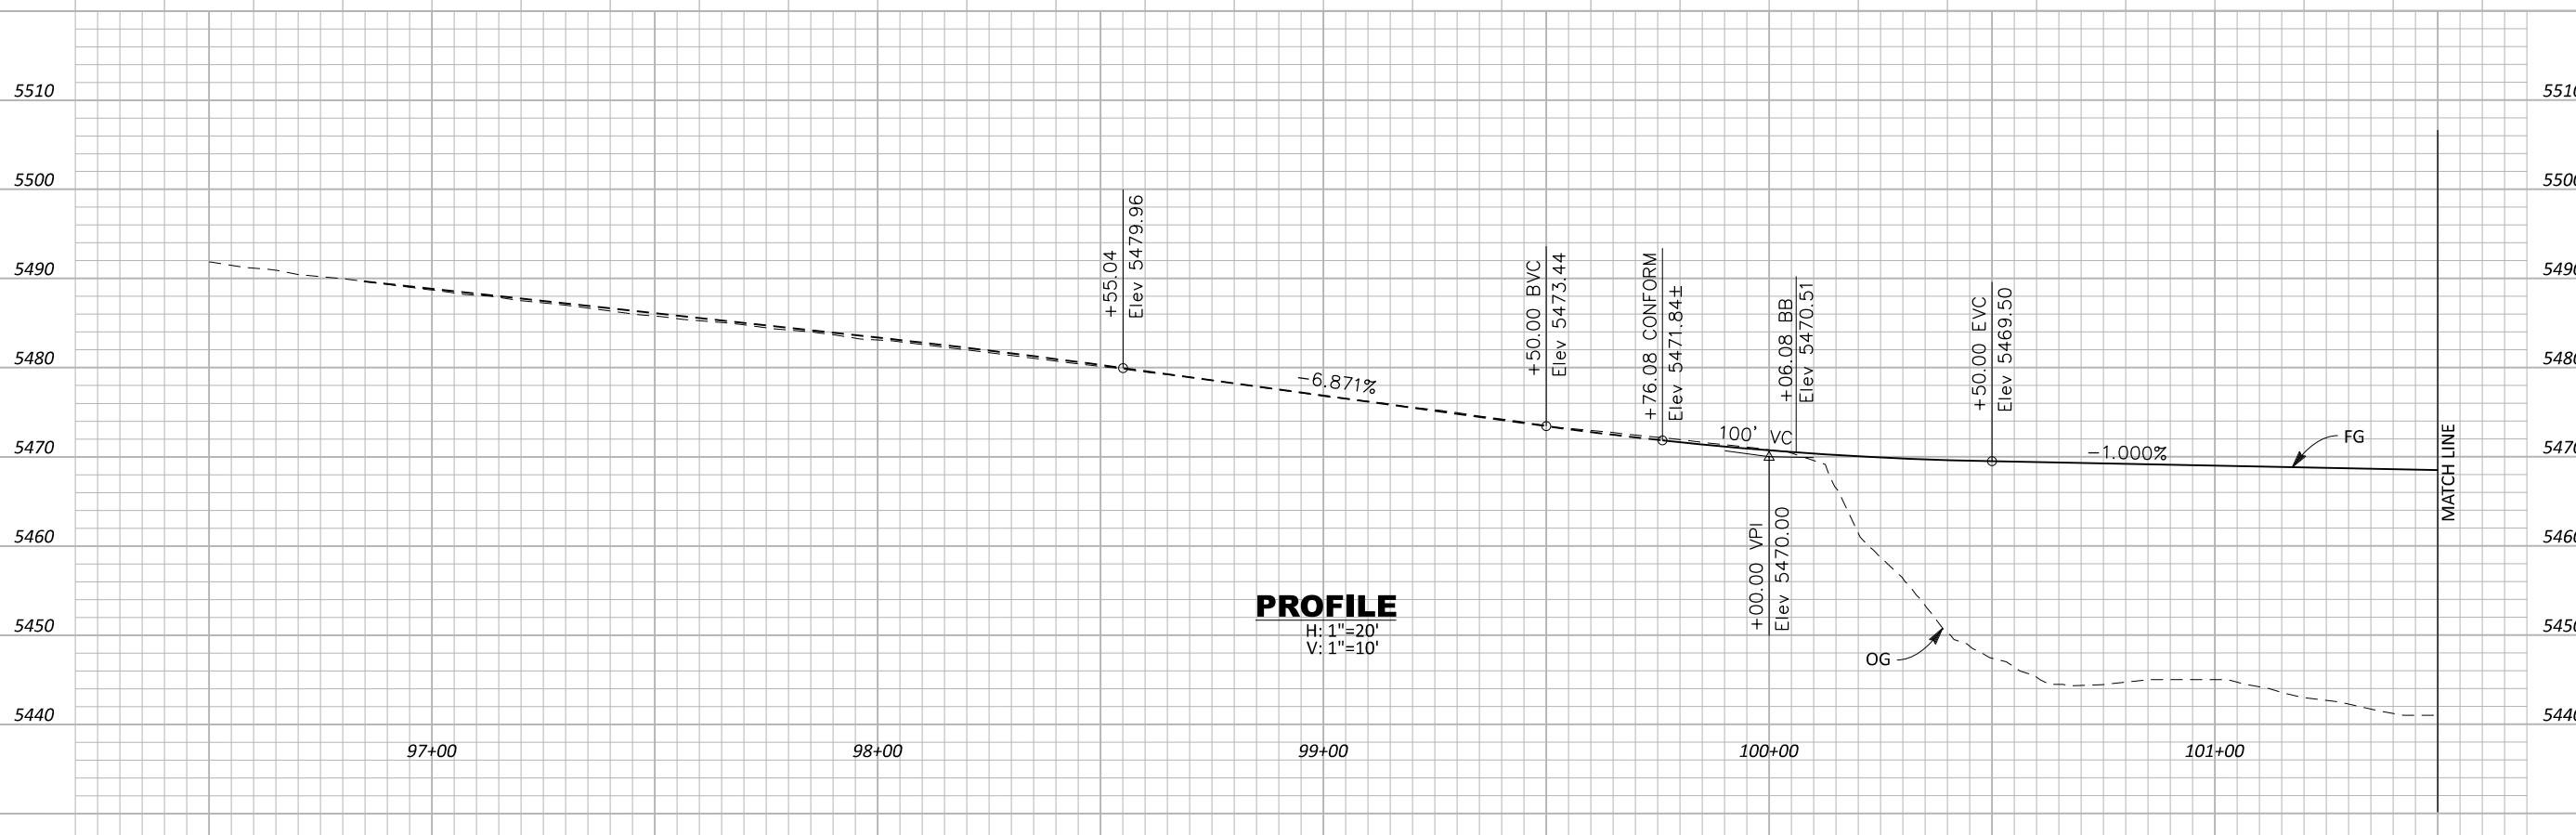 5510
5510
5500
5500
5490
5490
5480
5480
5470
5470
5460
5460
5450
5450
5440
5440
+55.04
Elev 5479.96
-6.871%
+50.00 BVC
Elev 5473.44
+76.08 CONFORM
Elev 5471.84±
100' VC
+06.08 BB
Elev 5470.51
+00.00 VPI
Elev 5470.00
+50.00 EVC
Elev 5469.50
-1.000%
FG
MATCH LINE
OG
PROFILE
H: 1"=20'
V: 1"=10'
97+00
98+00
99+00
100+00
101+00